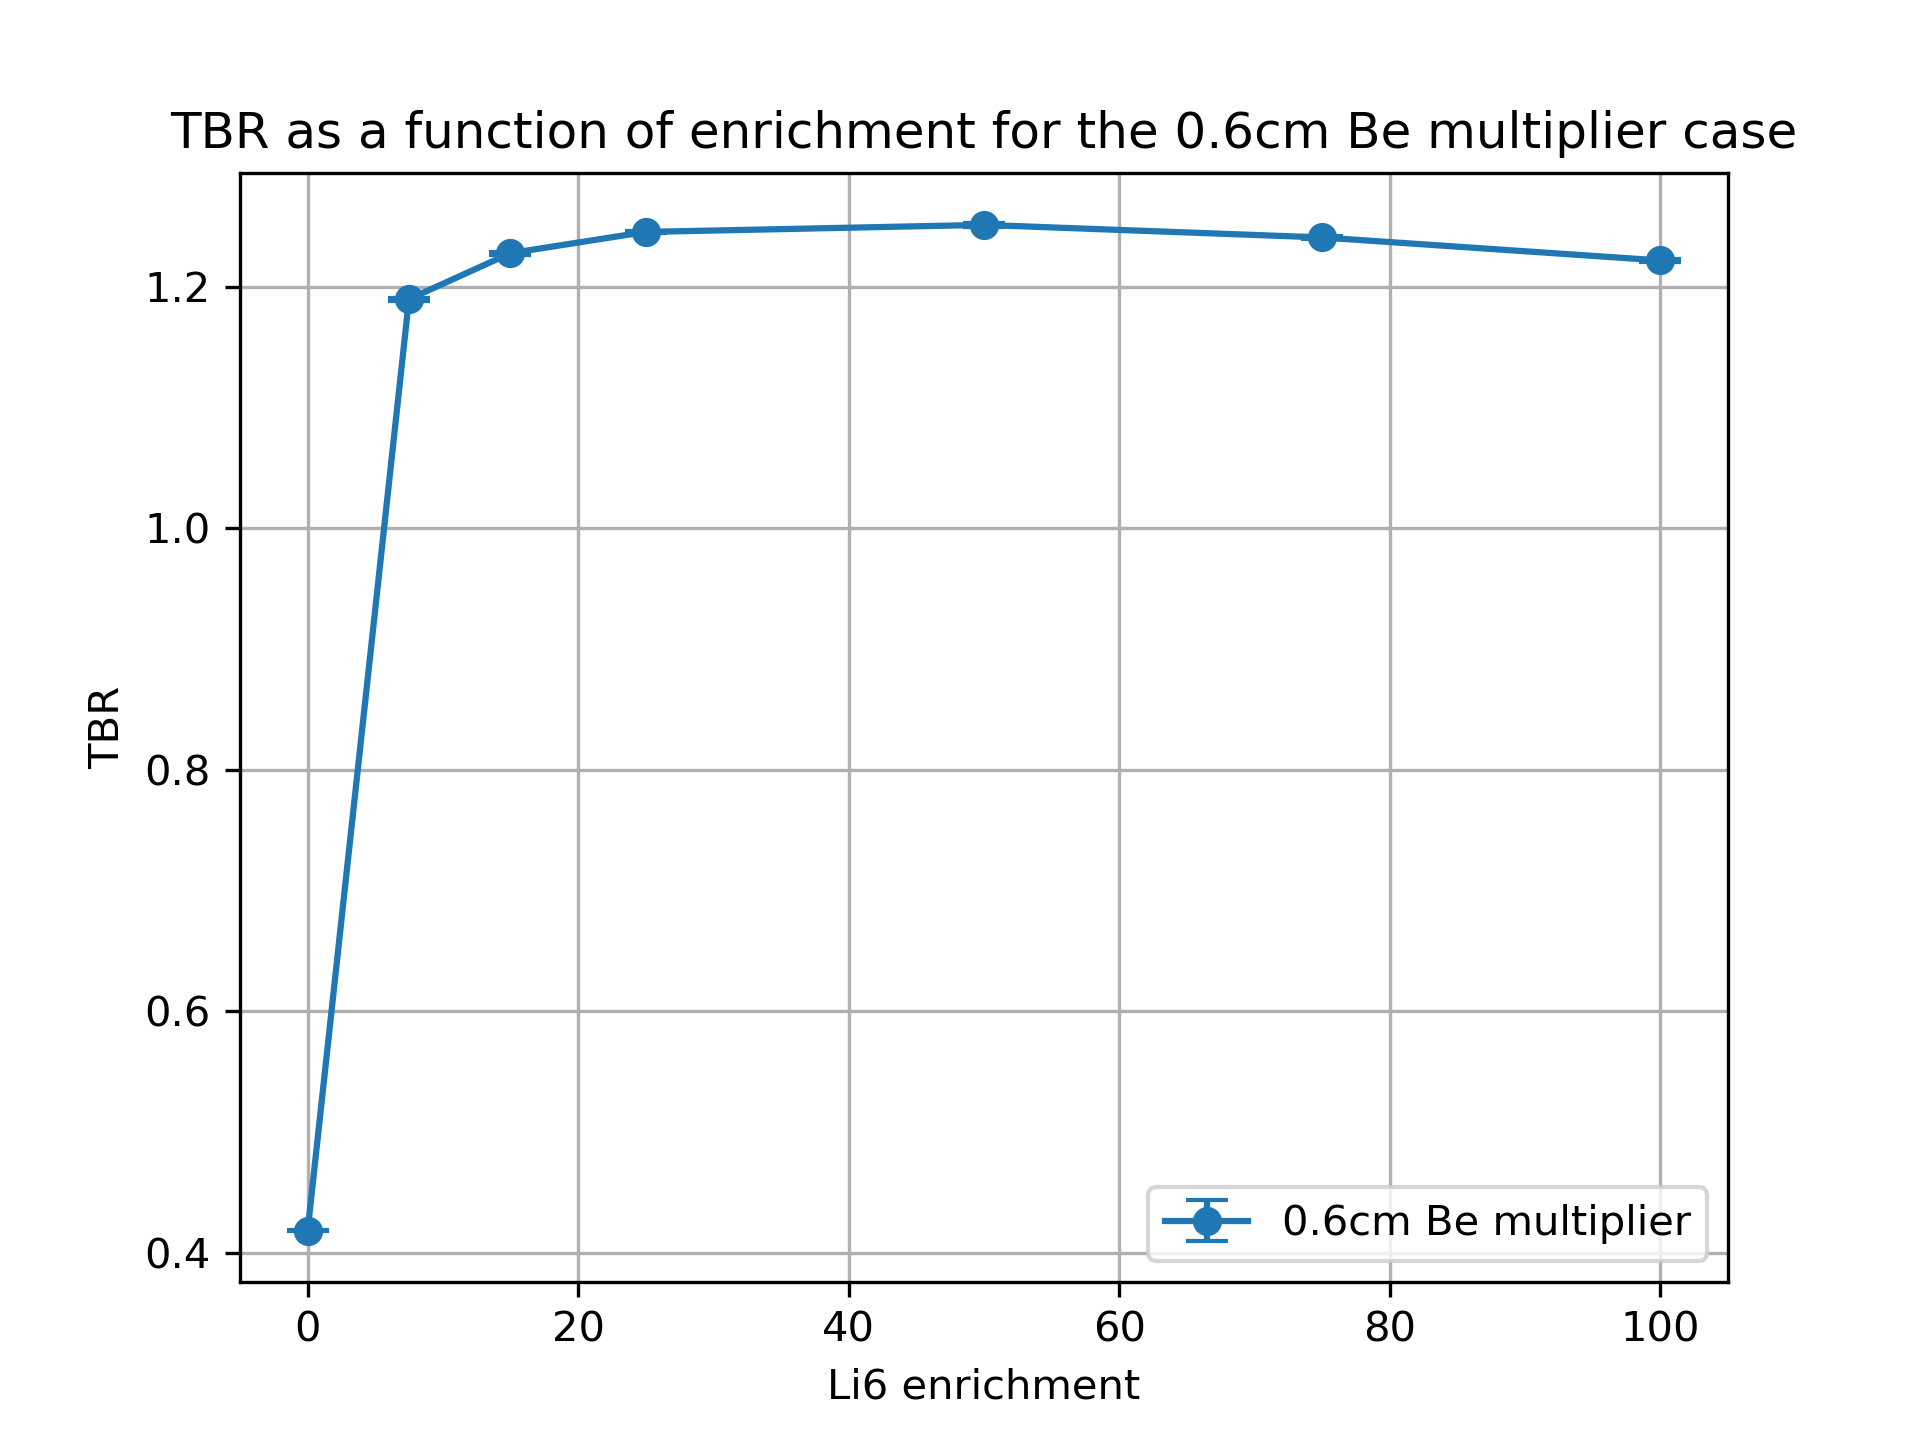 TBR as a function of enrichment for the 0.6cm Be multiplier case
TBR
1.2
1.0
0.8
0.6
0.4
0 20 40 60 80 100
Li6 enrichment
0.6cm Be multiplier